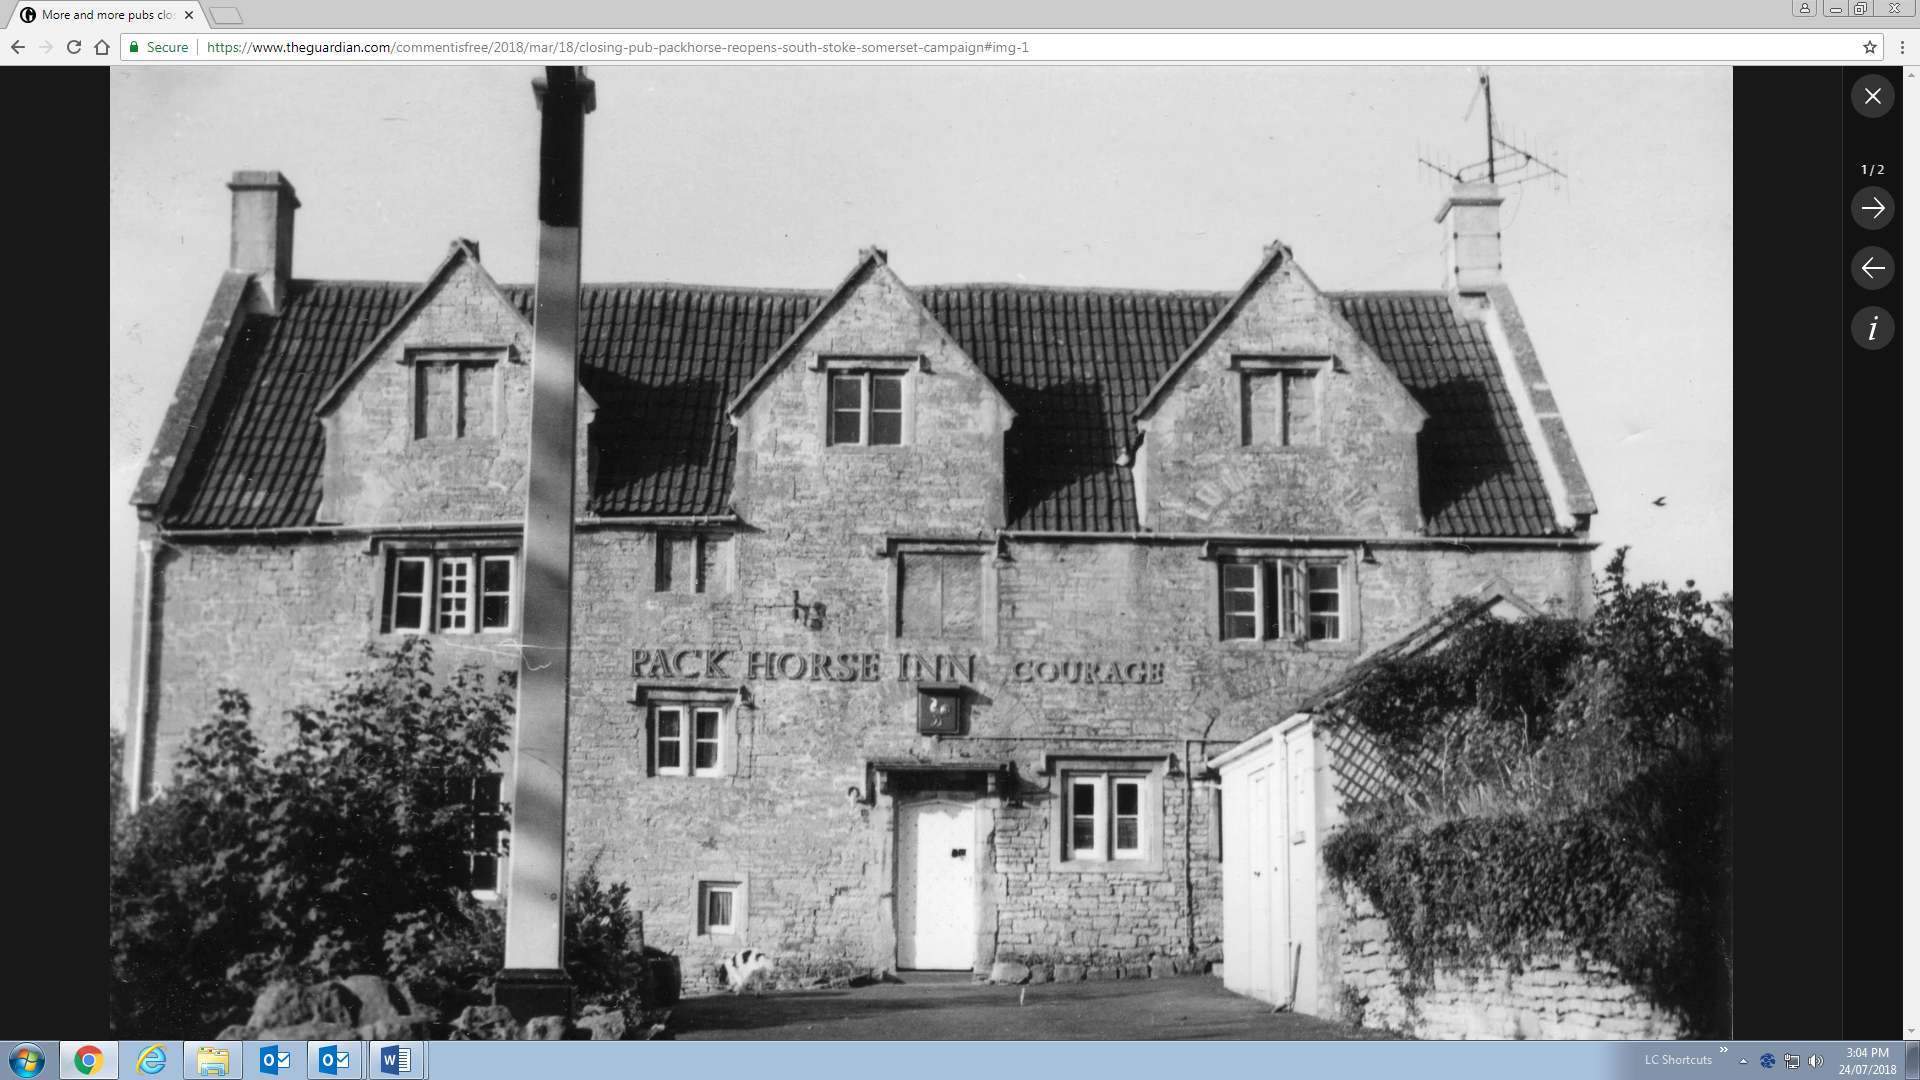 More and more pubs clo
Secure
https://www.theguardian.com/commentisfree/2018/mar/18/closing-pub-packhorse-reopens-south-stoke-somerset-campaign#img-1
1/2
i
PACK HORSE INN COURAGE
LC Shortcuts
3:04 PM
24/07/2018